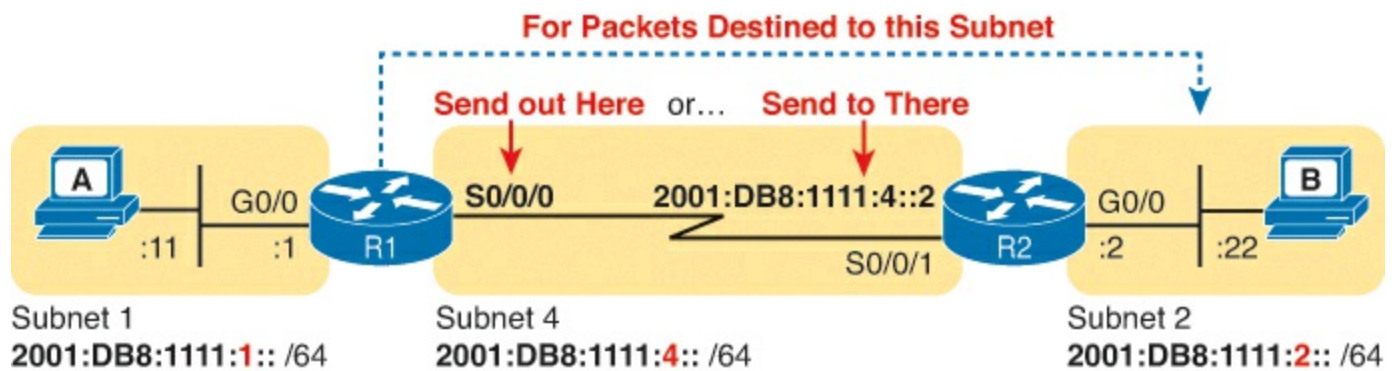 For Packets Destined to this Subnet
Send out Here or... Send to There
A
G0/0
:11
:1
R1
S0/0/0
2001:DB8:1111:4::2
S0/0/1
R2
G0/0
:2
:22
B
Subnet 1
2001:DB8:1111:1:: /64
Subnet 4
2001:DB8:1111:4:: /64
Subnet 2
2001:DB8:1111:2:: /64